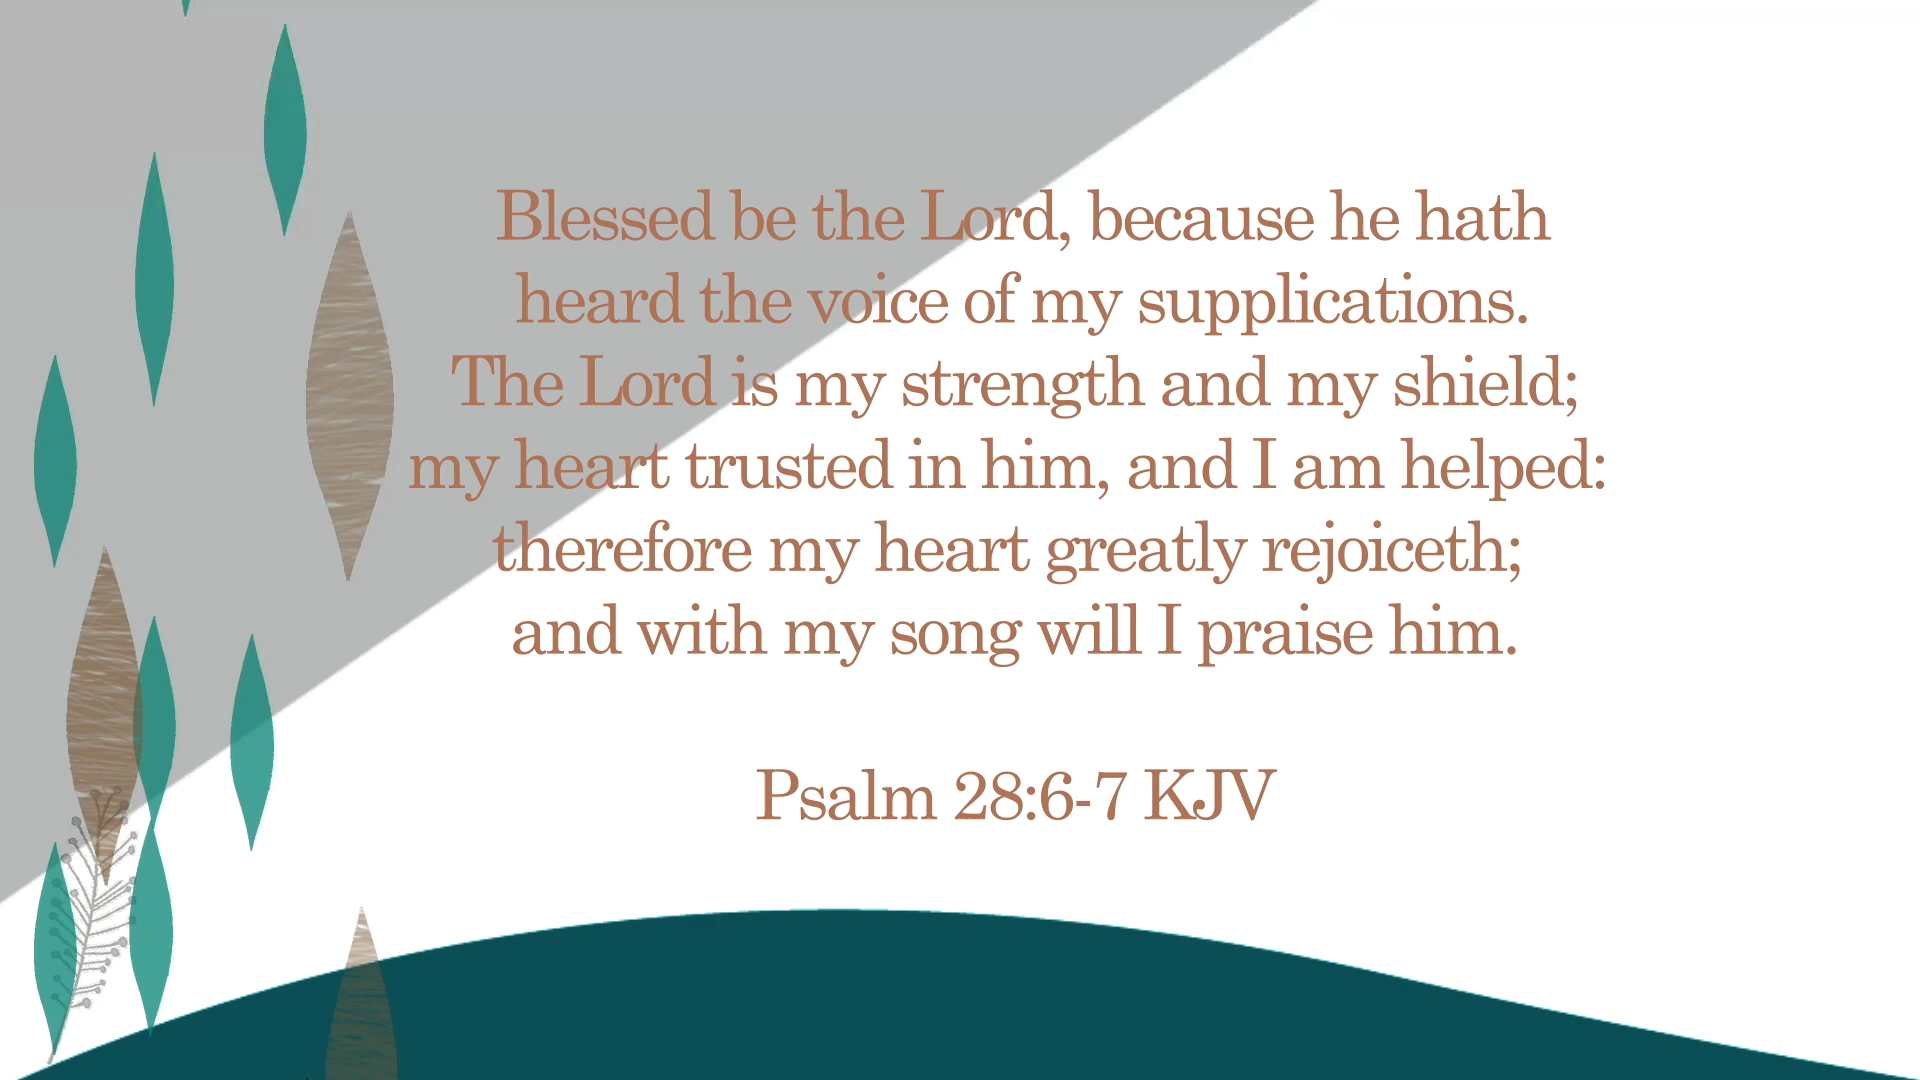 Blessed be the Lord, because he hath
heard the voice of my supplications.
The Lord is my strength and my shield;
my heart trusted in him, and I am helped:
therefore my heart greatly rejoiceth;
and with my song will I praise him.
Psalm 28:6-7 KJV